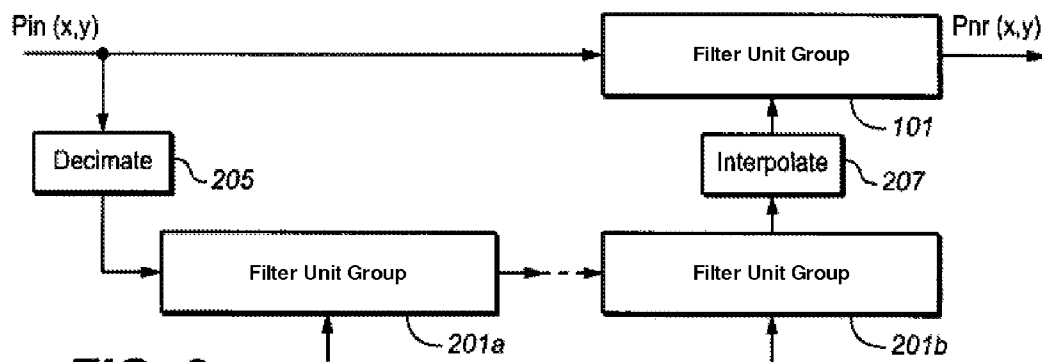 Pin (x,y)
Filter Unit Group
Pnr (x,y)
101
Decimate
205
Interpolate
207
Filter Unit Group
201a
Filter Unit Group
201b